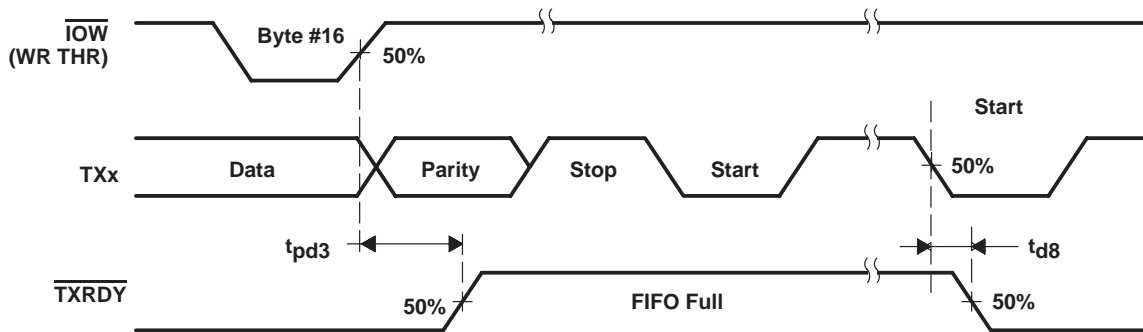 IOW
(WR THR)
Byte #16
50%
Start
TXx
Data
Parity
Stop
Start
50%
tpd3
td8
TXRDY
50%
FIFO Full
50%